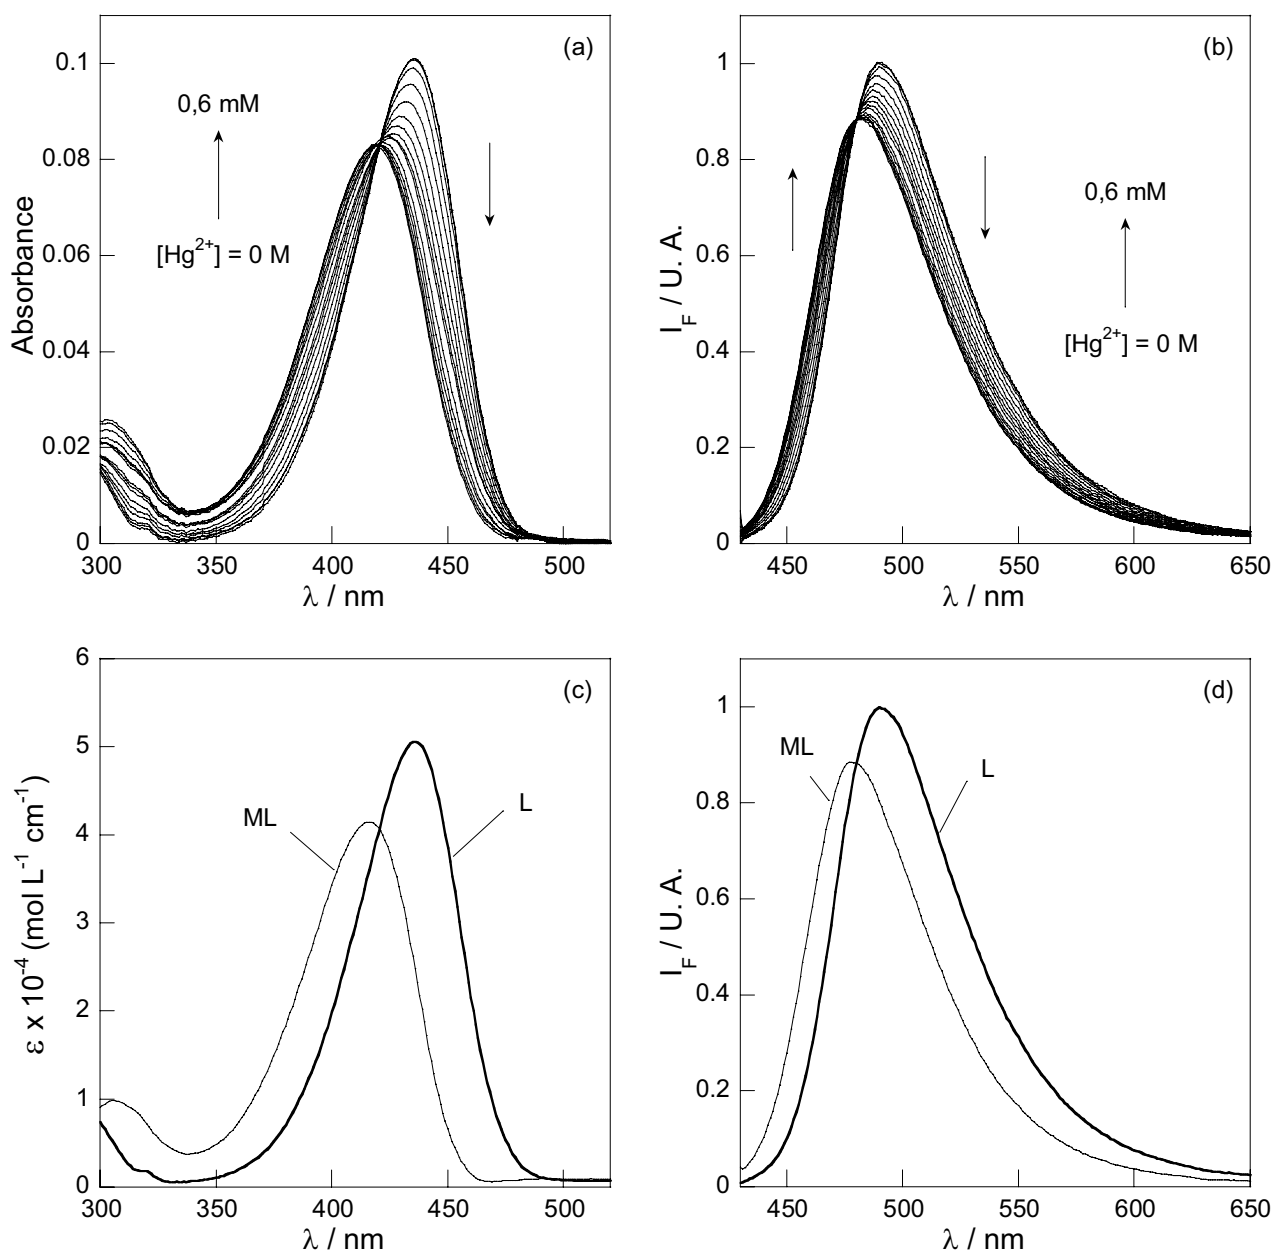 (a)
0.1
0.08
0.06
0.04
0.02
0
Absorbance
0,6 mM
[Hg²⁺] = 0 M
300 350 400 450 500
λ / nm
(b)
1
0.8
0.6
0.4
0.2
0
I_F / U. A.
0,6 mM
[Hg²⁺] = 0 M
450 500 550 600 650
λ / nm
(c)
6
5
4
3
2
1
0
ε x 10⁻⁴ (mol L⁻¹ cm⁻¹)
ML
L
300 350 400 450 500
λ / nm
(d)
1
0.8
0.6
0.4
0.2
0
I_F / U. A.
ML
L
450 500 550 600 650
λ / nm